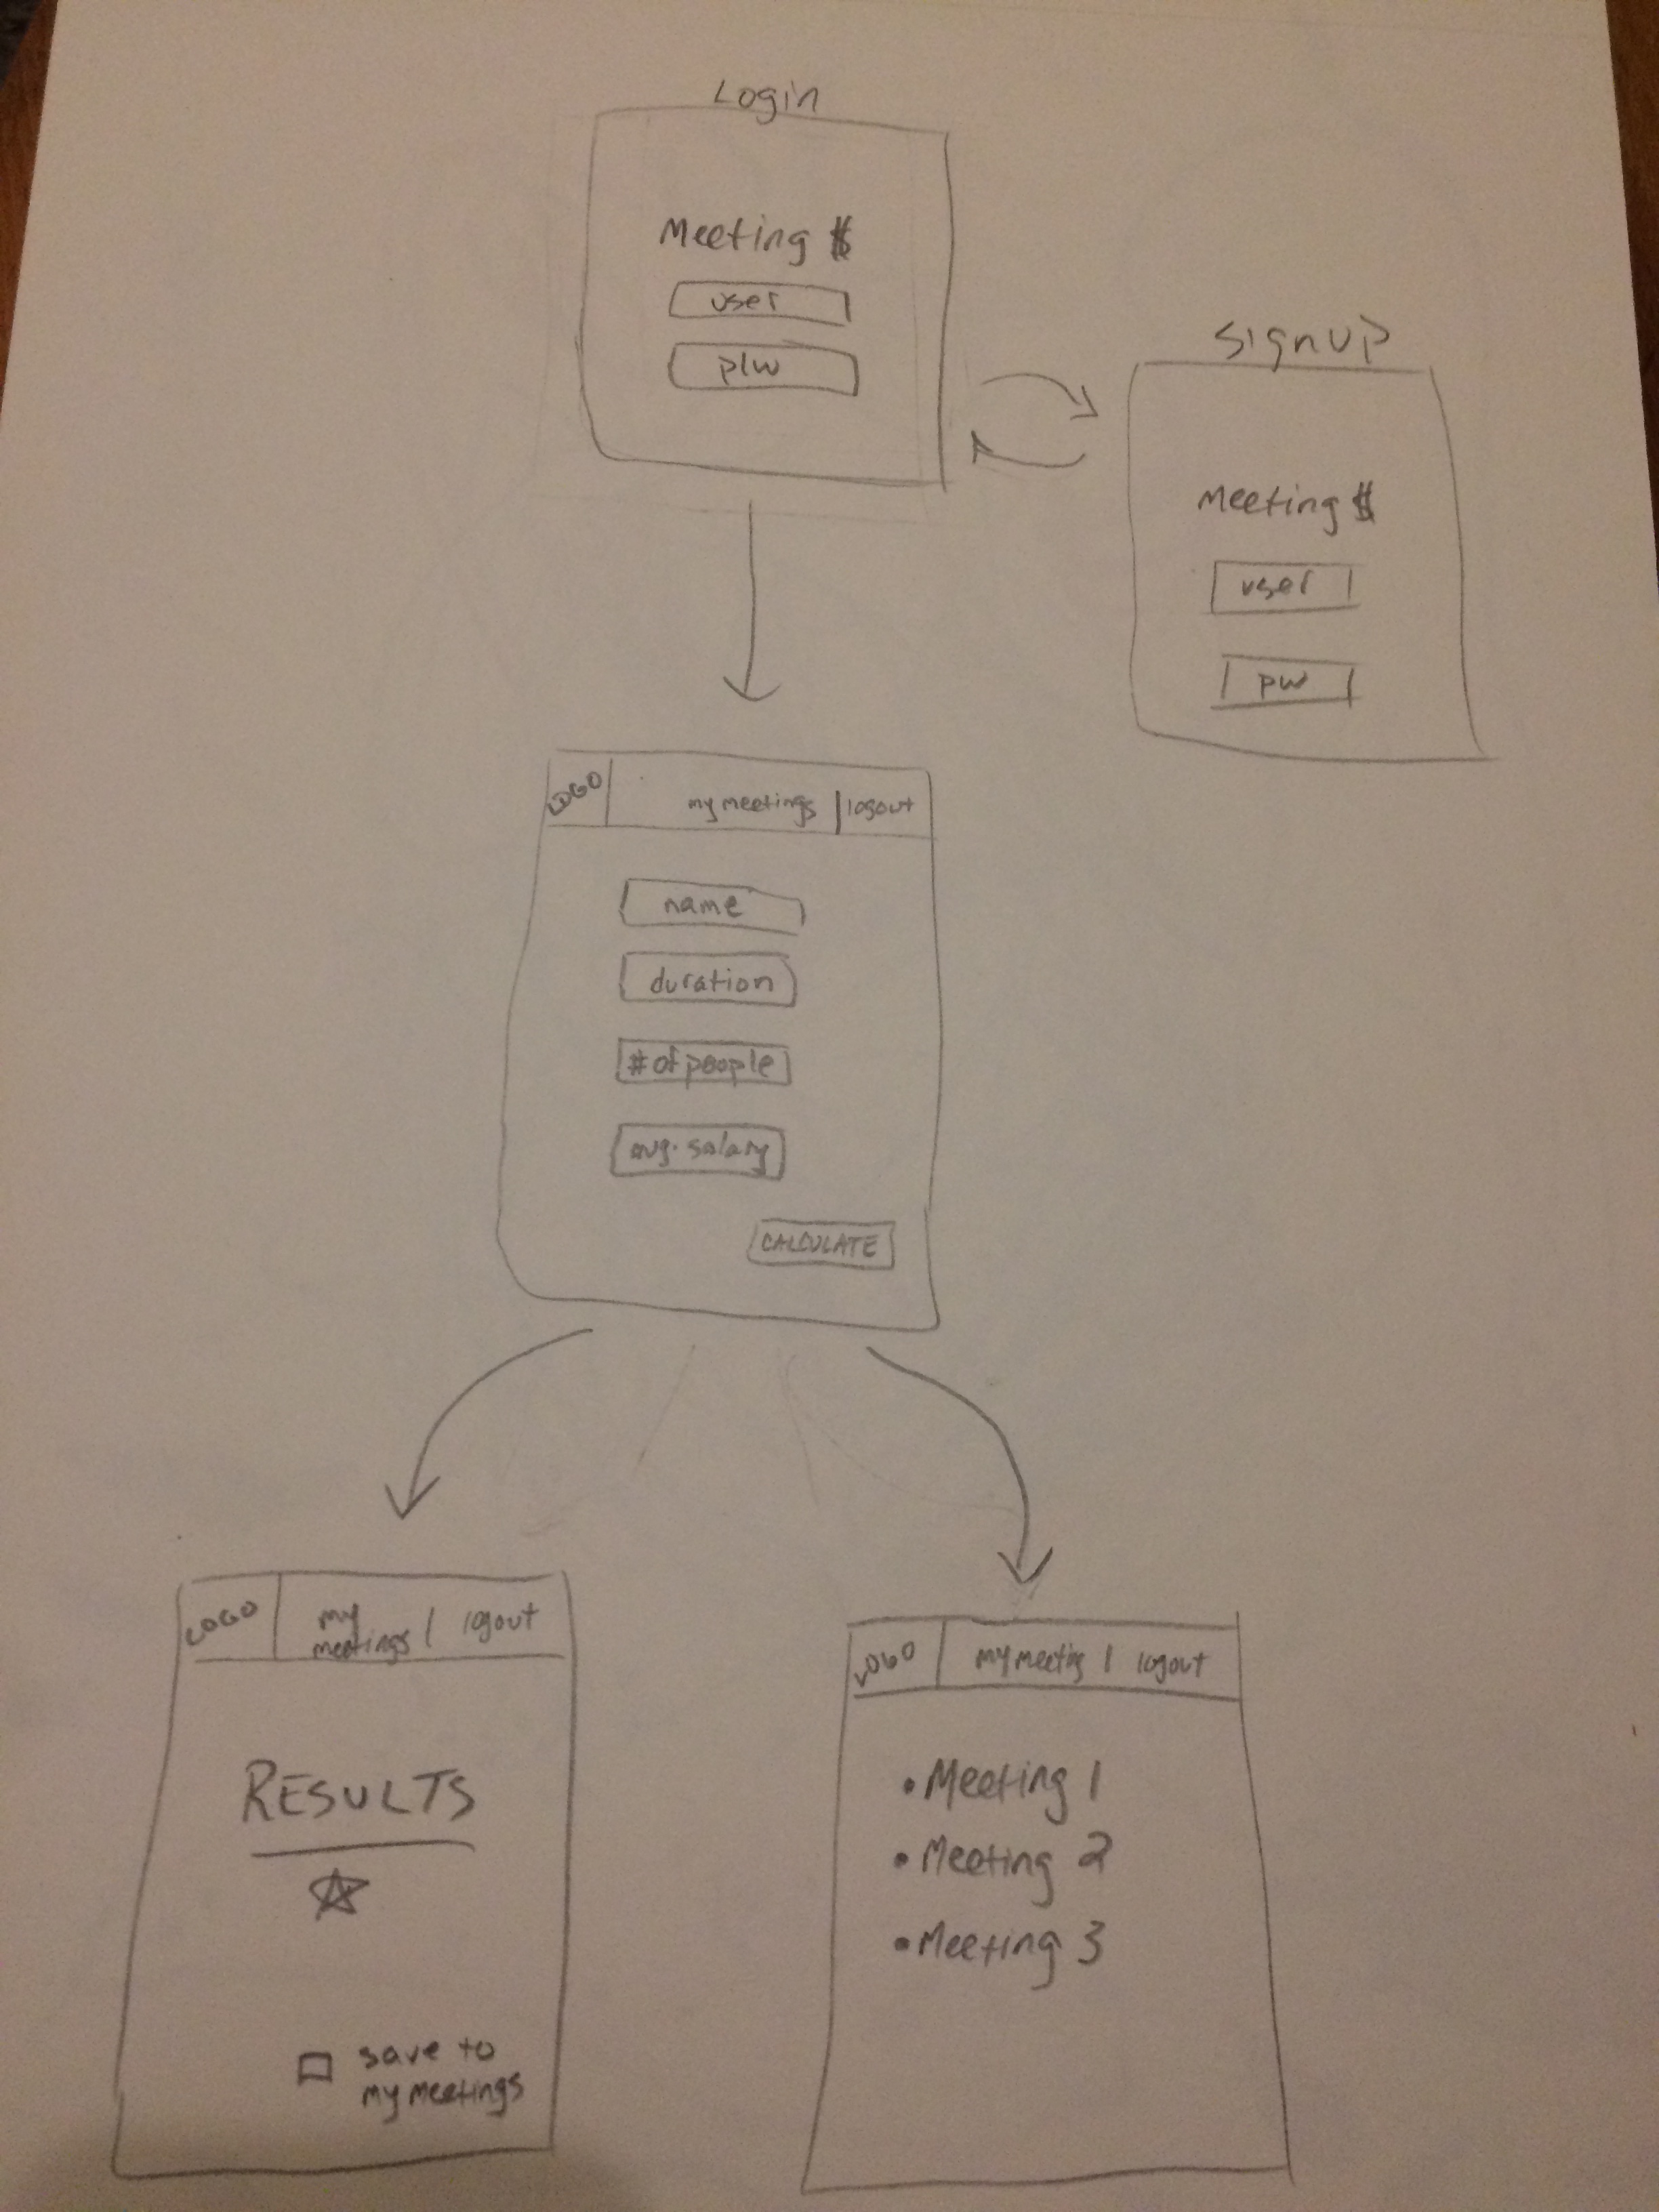 Login
Meeting $
user
p/w
Signup
Meeting $
user
pw
LOGO
my meetings | logout
name
duration
# of people
avg. salary
CALCULATE
LOGO
my
meetings | logout
RESULTS
save to
my meetings
LOGO
my meeting | logout
• Meeting 1
• Meeting 2
• Meeting 3